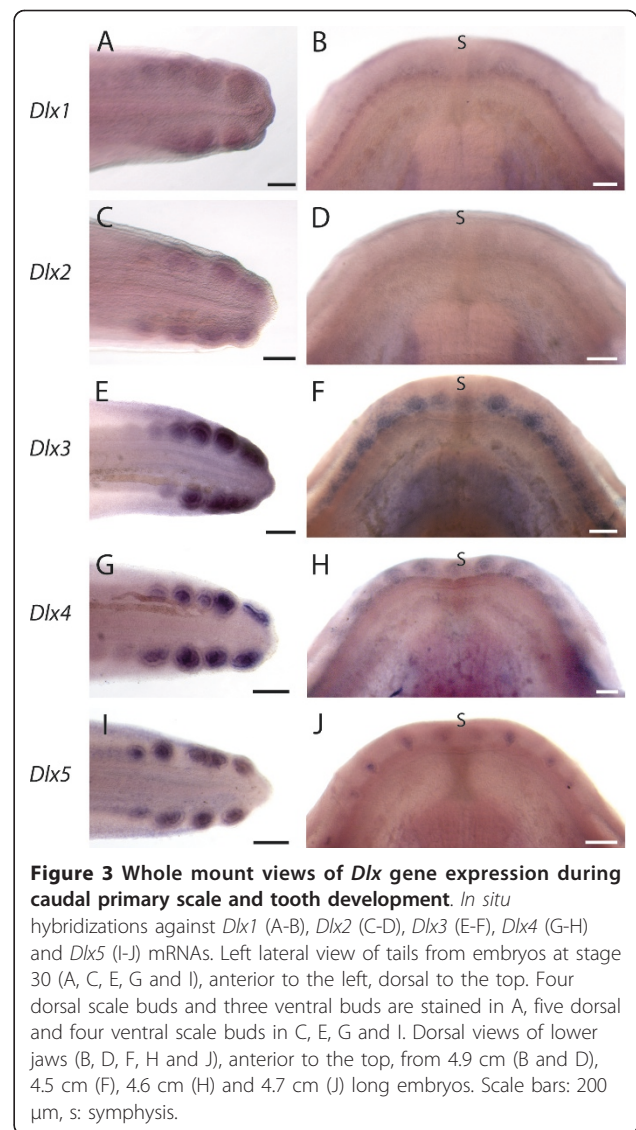 A
B
s
Dlx1
C
D
s
Dlx2
E
F
s
Dlx3
G
H
s
Dlx4
I
J
s
Dlx5
Figure 3 Whole mount views of Dlx gene expression during
caudal primary scale and tooth development. In situ
hybridizations against Dlx1 (A-B), Dlx2 (C-D), Dlx3 (E-F), Dlx4 (G-H)
and Dlx5 (I-J) mRNAs. Left lateral view of tails from embryos at stage
30 (A, C, E, G and I), anterior to the left, dorsal to the top. Four
dorsal scale buds and three ventral buds are stained in A, five dorsal
and four ventral scale buds in C, E, G and I. Dorsal views of lower
jaws (B, D, F, H and J), anterior to the top, from 4.9 cm (B and D),
4.5 cm (F), 4.6 cm (H) and 4.7 cm (J) long embryos. Scale bars: 200
μm, s: symphysis.